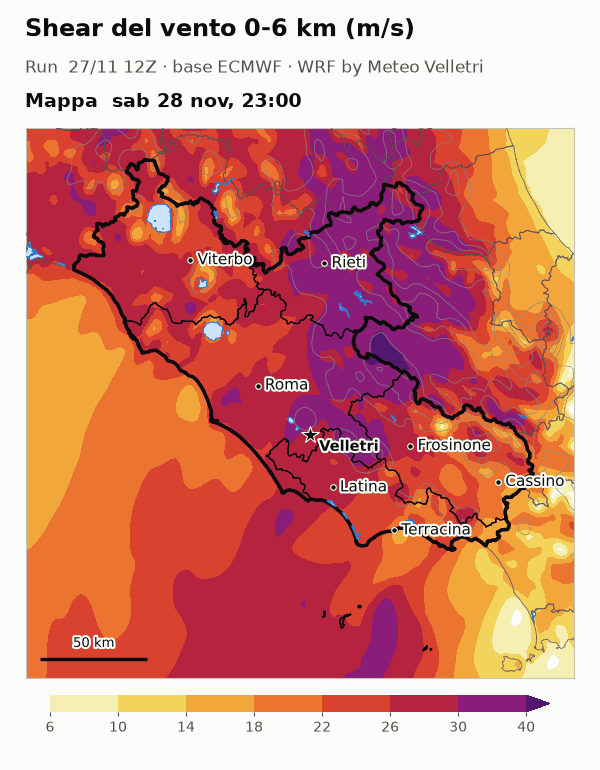 Shear del vento 0-6 km (m/s)
Run  27/11 12Z · base ECMWF · WRF by Meteo Velletri
Mappa  sab 28 nov, 23:00
Viterbo
Rieti
Roma
Velletri
Frosinone
Cassino
Latina
Terracina
50 km
6 10 14 18 22 26 30 40